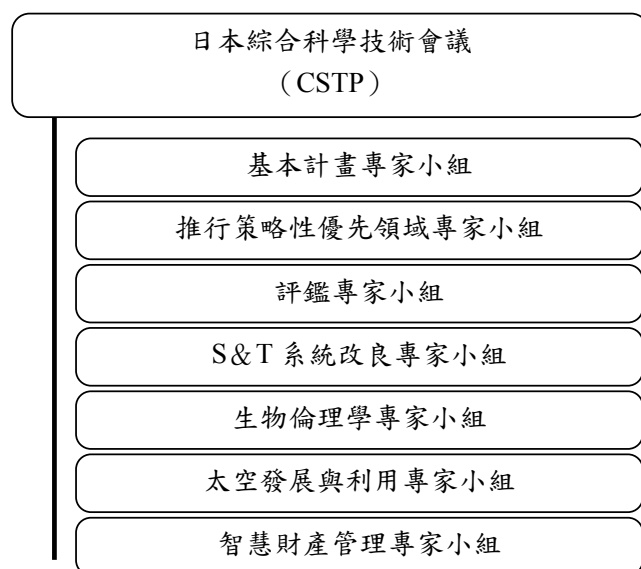 日本綜合科學技術會議
（CSTP）
基本計畫專家小組
推行策略性優先領域專家小組
評鑑專家小組
S&T 系統改良專家小組
生物倫理學專家小組
太空發展與利用專家小組
智慧財產管理專家小組